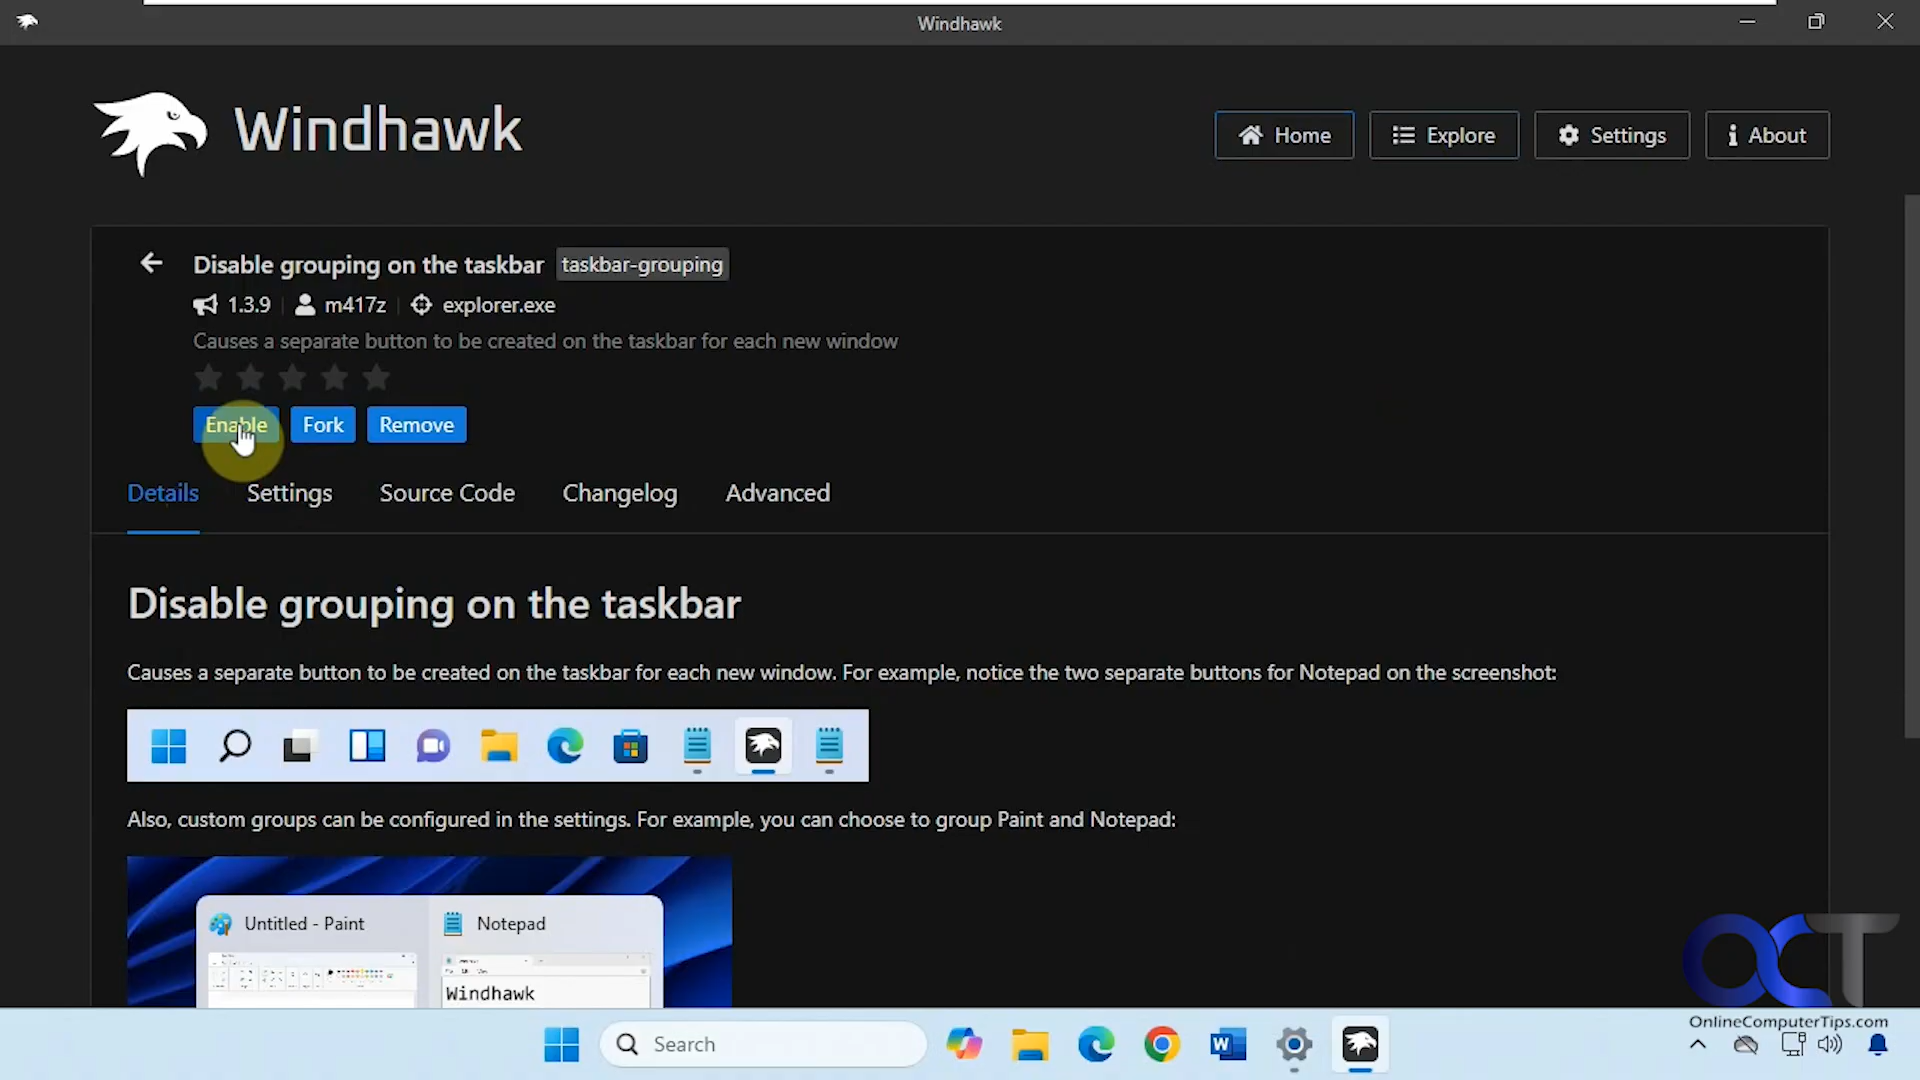 Windhawk
Windhawk
Home
Explore
Settings
About
Disable grouping on the taskbar taskbar-grouping
1.3.9 m417z explorer.exe
Causes a separate button to be created on the taskbar for each new window
Enable Fork Remove
Details Settings Source Code Changelog Advanced
Disable grouping on the taskbar
Causes a separate button to be created on the taskbar for each new window. For example, notice the two separate buttons for Notepad on the screenshot:
Also, custom groups can be configured in the settings. For example, you can choose to group Paint and Notepad:
Untitled - Paint
Notepad
Windhawk
OCT
OnlineComputerTips.com
Search
W